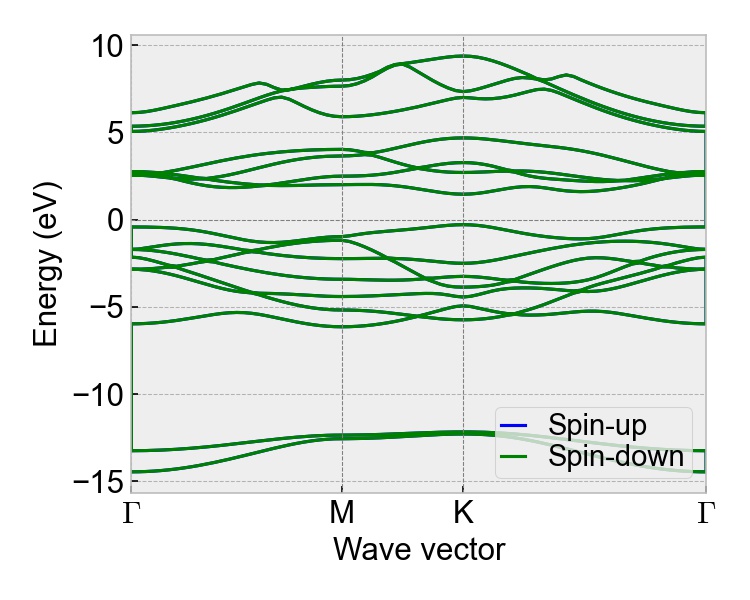 10
5
0
−5
−10
−15
Energy (eV)
Spin-up
Spin-down
Γ M K Γ
Wave vector